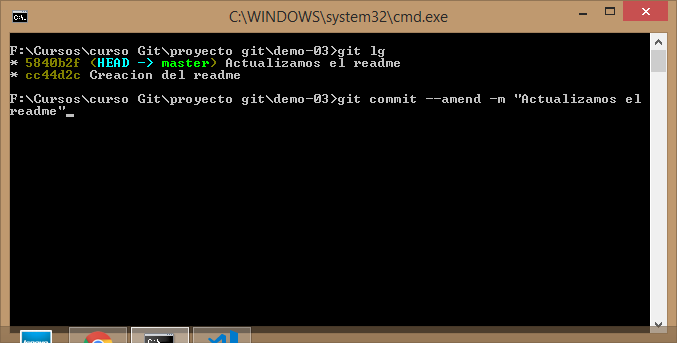 C:\WINDOWS\system32\cmd.exe
F:\Cursos\curso Git\proyecto git\demo-03>git lg
* 5840b2f (HEAD -> master) Actualizamos el readme
* cc44d2c Creacion del readme
F:\Cursos\curso Git\proyecto git\demo-03>git commit --amend -m "Actualizamos el
readme"_